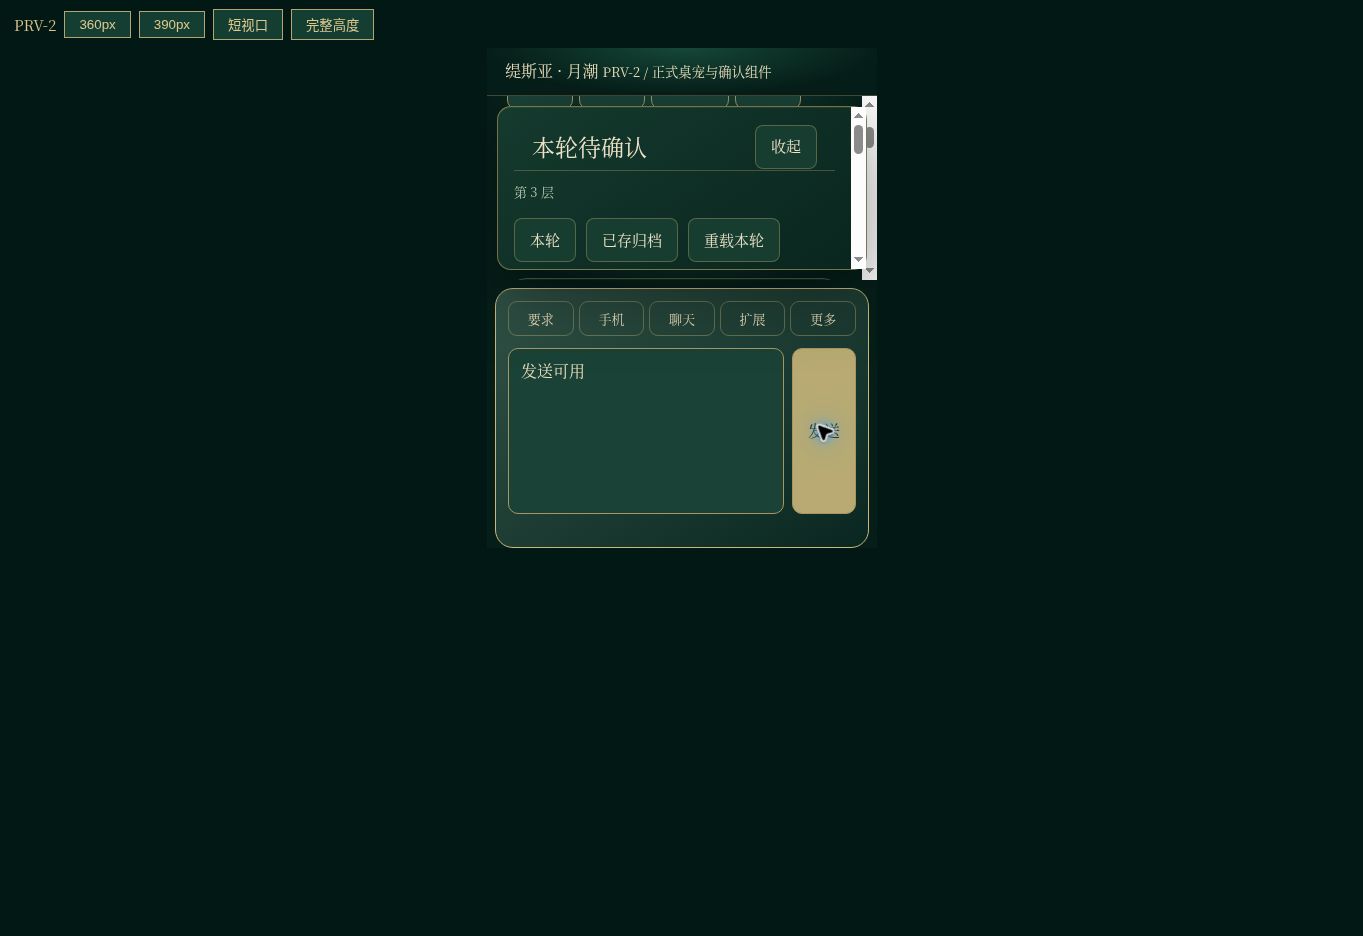 PRV-2 360px 390px 短视口 完整高度
缇斯亚 · 月潮 PRV-2 / 正式桌宠与确认组件
本轮待确认 收起
第 3 层
本轮 已存归档 重载本轮
要求 手机 聊天 扩展 更多
发送可用
发送